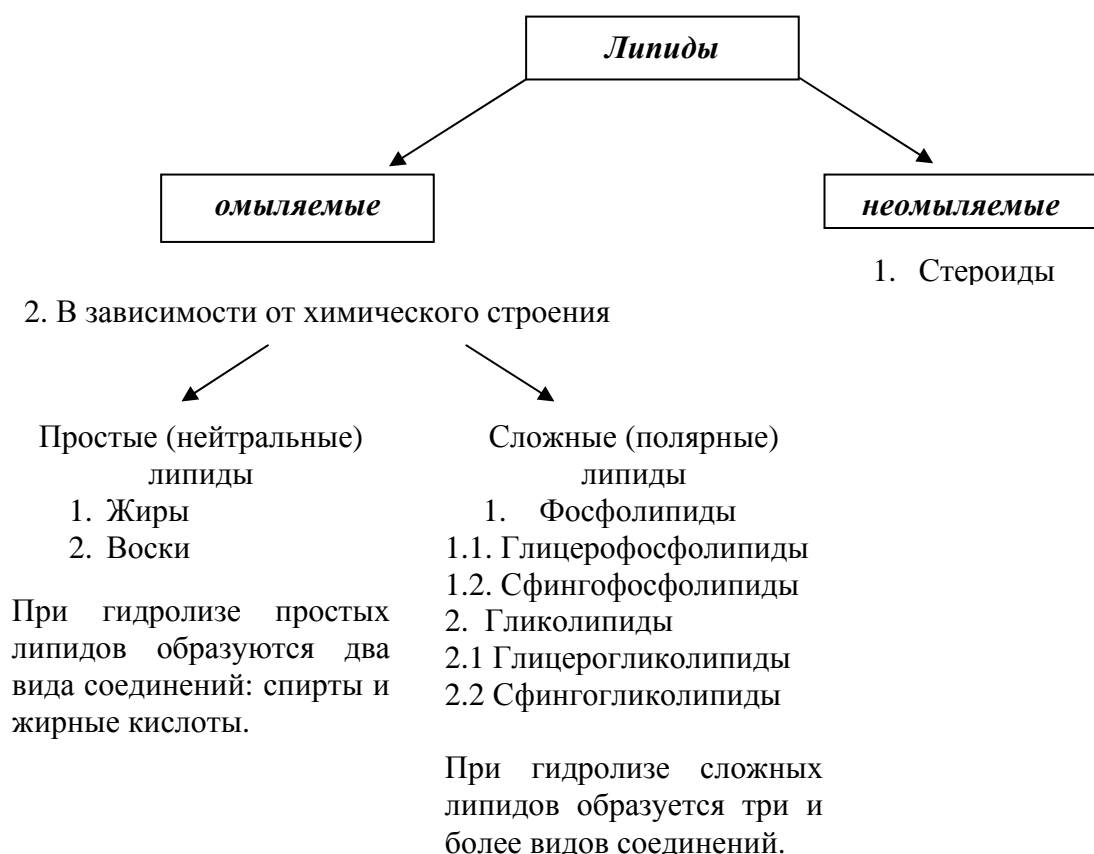 Липиды
омыляемые
неомыляемые
1. Стероиды
2. В зависимости от химического строения
Простые (нейтральные)
липиды
1. Жиры
2. Воски
При гидролизе простых
липидов образуются два
вида соединений: спирты и
жирные кислоты.
Сложные (полярные)
липиды
1. Фосфолипиды
1.1. Глицерофосфолипиды
1.2. Сфингофосфолипиды
2. Гликолипиды
2.1 Глицерогликолипиды
2.2 Сфингогликолипиды
При гидролизе сложных
липидов образуется три и
более видов соединений.